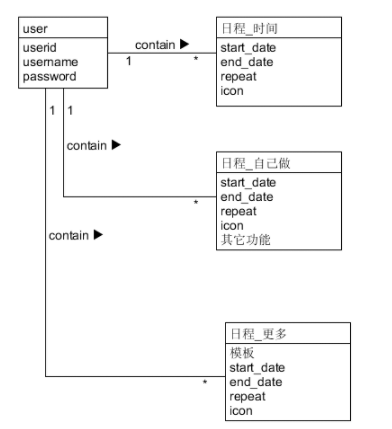 user
userid
username
password
contain ▶
1
*
日程_时间
start_date
end_date
repeat
icon
1
1
contain ▶
*
日程_自己做
start_date
end_date
repeat
icon
其它功能
contain ▶
*
日程_更多
模板
start_date
end_date
repeat
icon